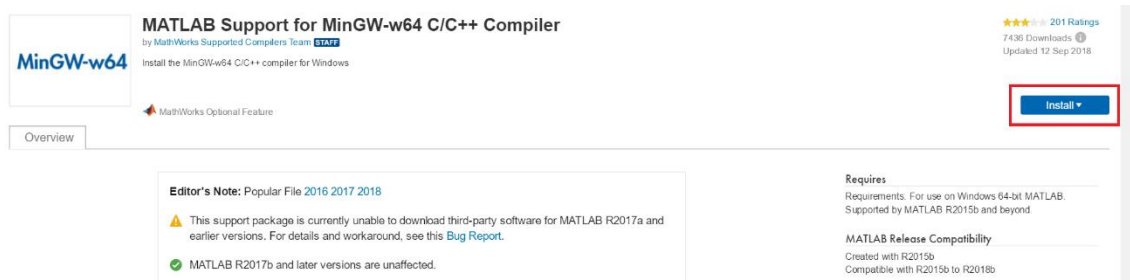 MATLAB Support for MinGW-w64 C/C++ Compiler
by MathWorks Supported Compilers Team STAFF
MinGW-w64
Install the MinGW-w64 C/C++ compiler for Windows
MathWorks Optional Feature
201 Ratings
7436 Downloads
Updated 12 Sep 2018
Install
Overview
Editor's Note: Popular File 2016 2017 2018
This support package is currently unable to download third-party software for MATLAB R2017a and
earlier versions. For details and workaround, see this Bug Report.
MATLAB R2017b and later versions are unaffected.
Requires
Requirements: For use on Windows 64-bit MATLAB.
Supported by MATLAB R2015b and beyond.
MATLAB Release Compatibility
Created with R2015b
Compatible with R2015b to R2018b